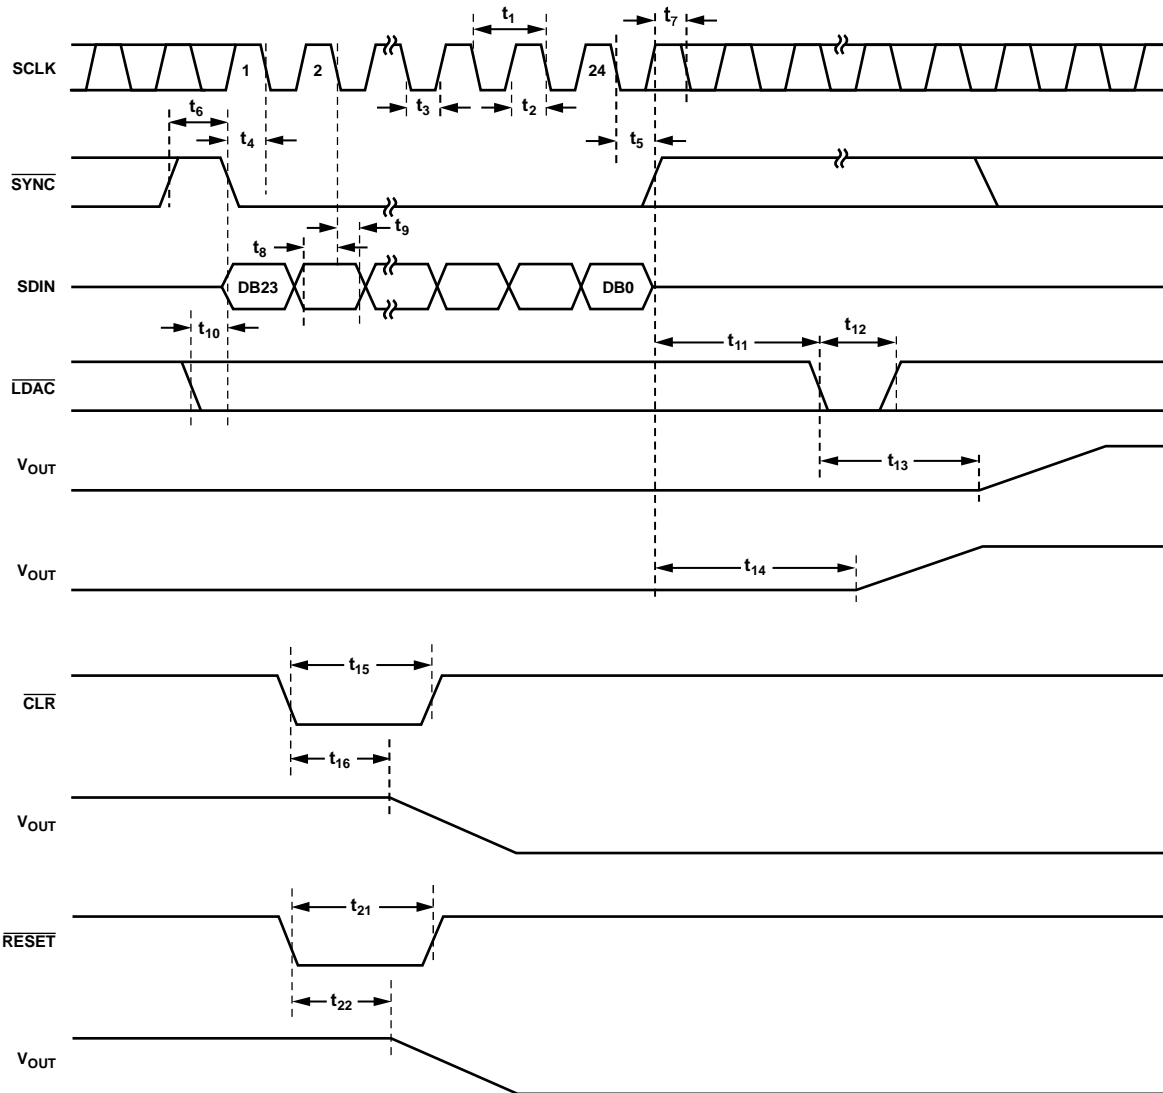 t1 t7
SCLK 1 2 24
t6 t3 t2
t4 t5
SYNC
t9
t8
SDIN DB23 DB0
t10 t11 t12
LDAC
VOUT t13
VOUT t14
t15
CLR
t16
VOUT
t21
RESET
t22
VOUT